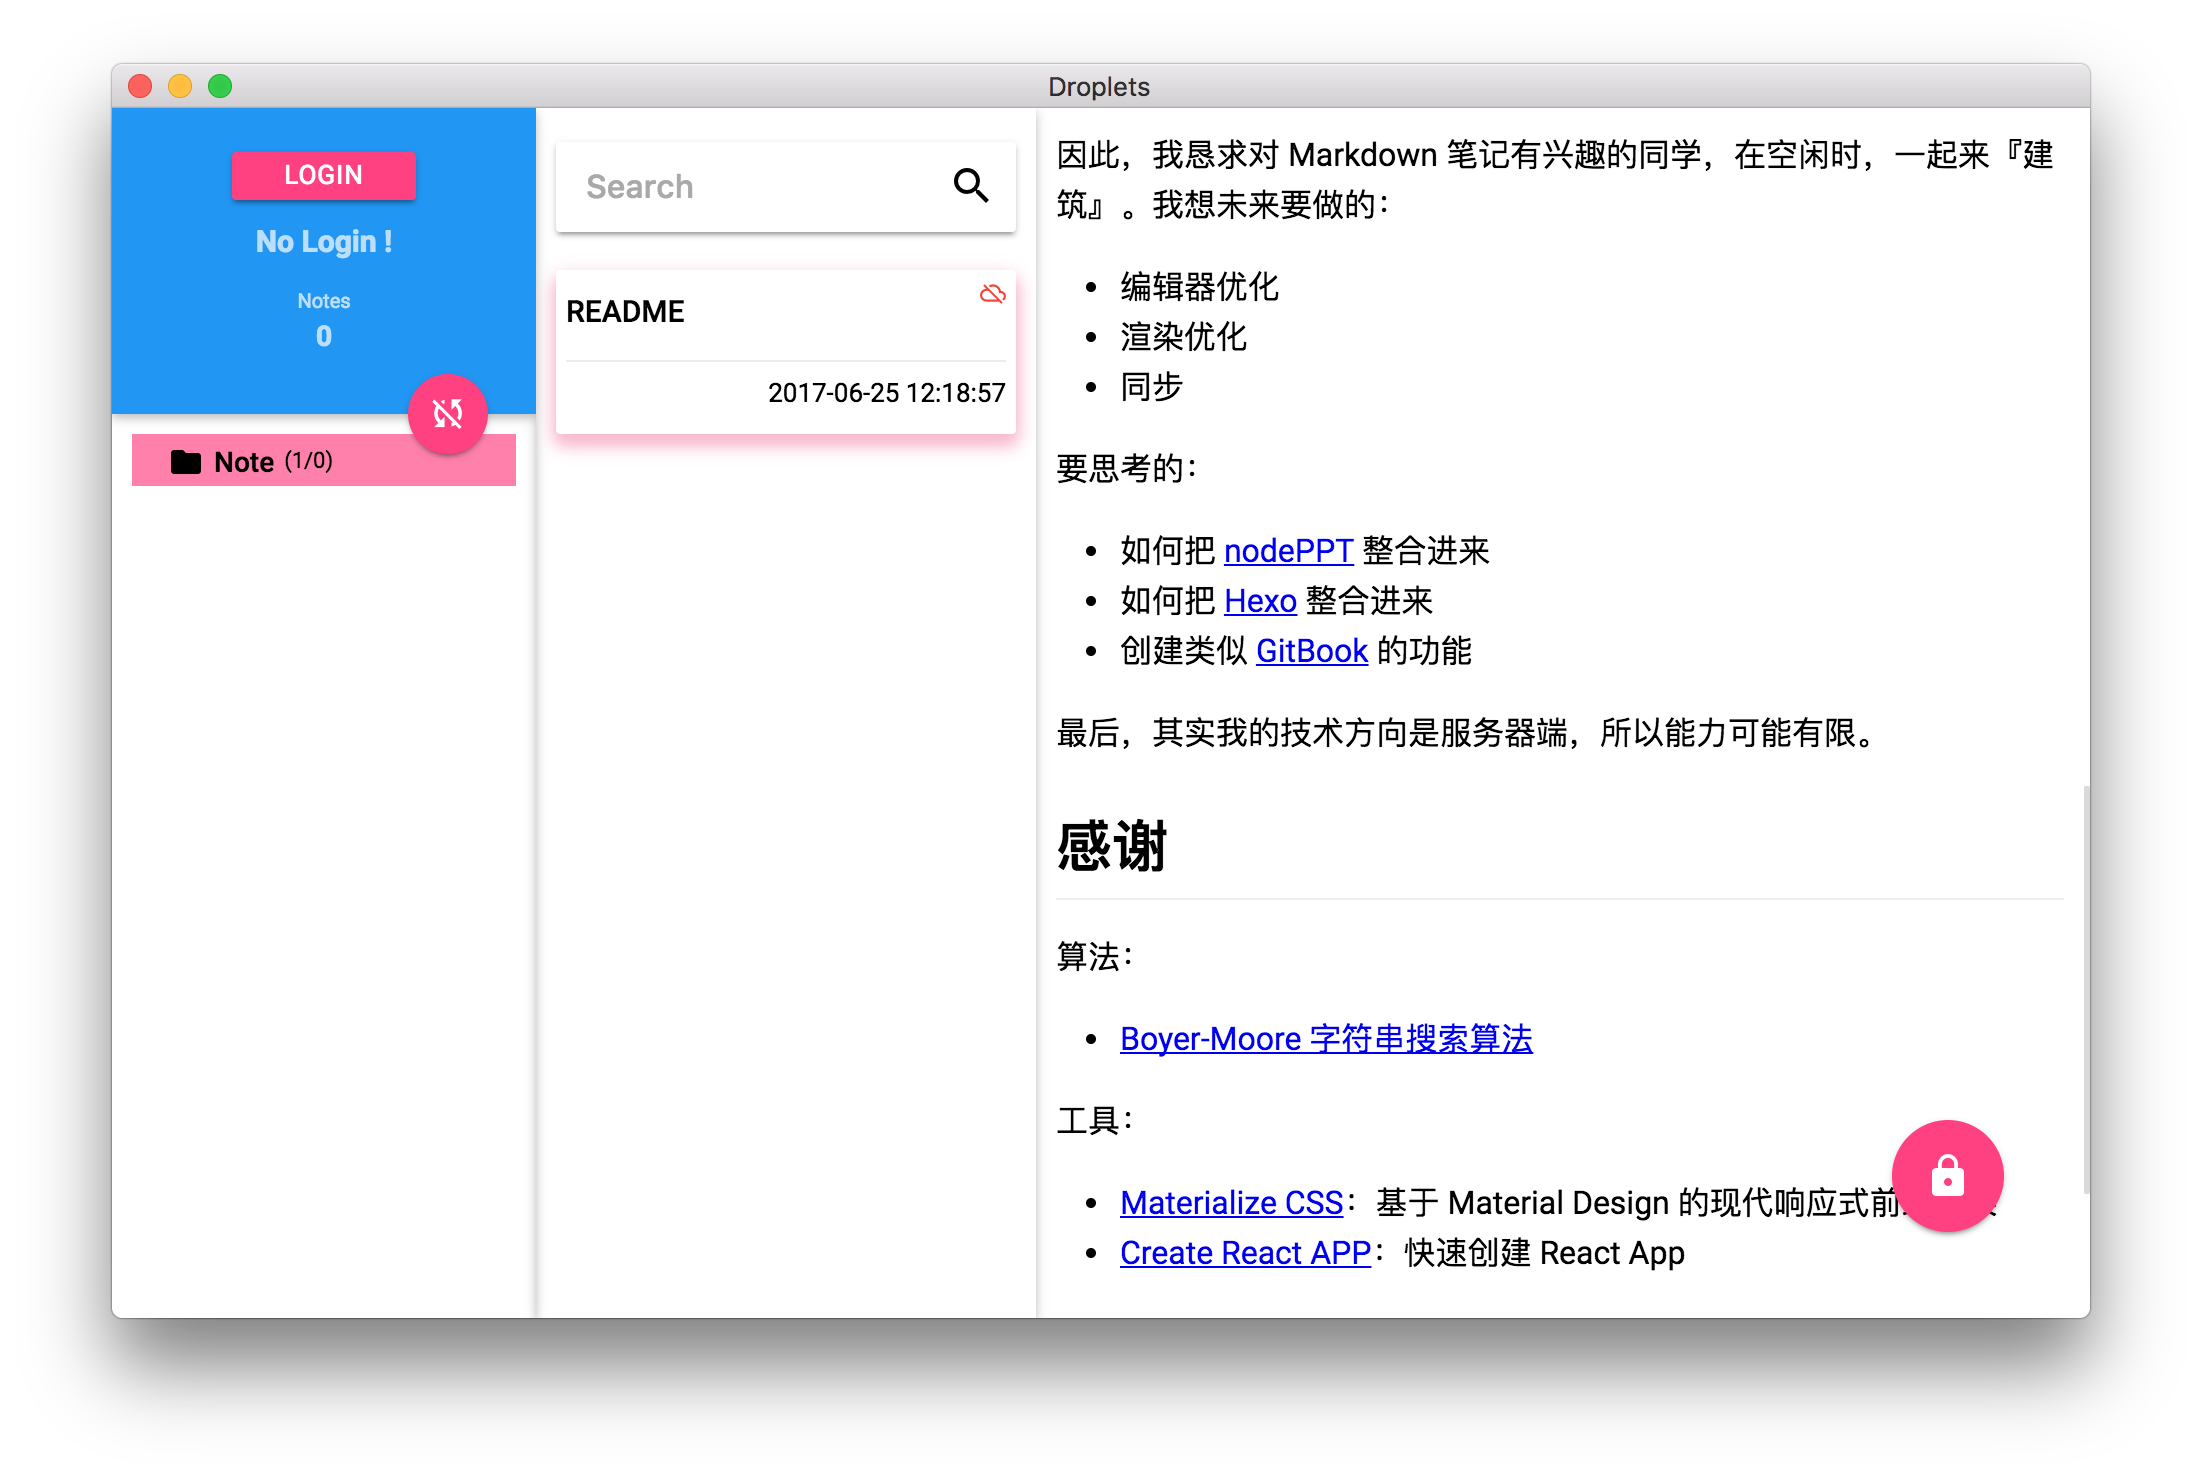 Droplets
LOGIN
No Login !
Notes
0
Note (1/0)
Search
README
2017-06-25 12:18:57
因此，我恳求对 Markdown 笔记有兴趣的同学，在空闲时，一起来『建
筑』。我想未来要做的：
编辑器优化
渲染优化
同步
要思考的：
如何把 nodePPT 整合进来
如何把 Hexo 整合进来
创建类似 GitBook 的功能
最后，其实我的技术方向是服务器端，所以能力可能有限。
感谢
算法：
Boyer-Moore 字符串搜索算法
工具：
Materialize CSS：基于 Material Design 的现代响应式前
Create React APP：快速创建 React App